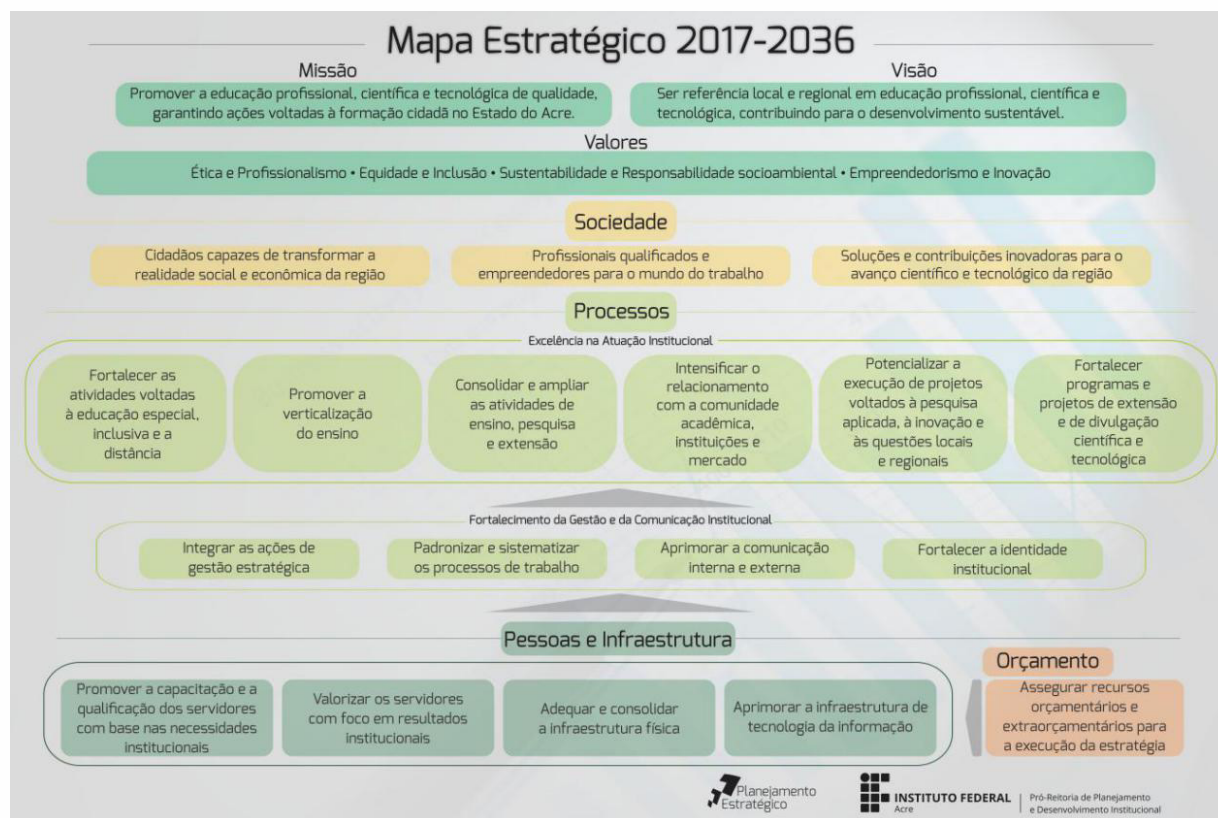 Mapa Estratégico 2017-2036
Missão
Promover a educação profissional, científica e tecnológica de qualidade,
garantindo ações voltadas à formação cidadã no Estado do Acre.
Visão
Ser referência local e regional em educação profissional, científica e
tecnológica, contribuindo para o desenvolvimento sustentável.
Valores
Ética e Profissionalismo • Equidade e Inclusão • Sustentabilidade e Responsabilidade socioambiental • Empreendedorismo e Inovação
Sociedade
Cidadãos capazes de transformar a
realidade social e econômica da região
Profissionais qualificados e
empreendedores para o mundo do trabalho
Soluções e contribuições inovadoras para o
avanço científico e tecnológico da região
Processos
Excelência na Atuação Institucional
Fortalecer as
atividades voltadas
à educação especial,
inclusiva e a
distância
Promover a
verticalização
do ensino
Consolidar e ampliar
as atividades de
ensino, pesquisa
e extensão
Intensificar o
relacionamento
com a comunidade
acadêmica,
instituições e
mercado
Potencializar a
execução de projetos
voltados à pesquisa
aplicada, à inovação e
às questões locais
e regionais
Fortalecer
programas e
projetos de extensão
e de divulgação
científica e
tecnológica
Fortalecimento da Gestão e da Comunicação Institucional
Integrar as ações de
gestão estratégica
Padronizar e sistematizar
os processos de trabalho
Aprimorar a comunicação
interna e externa
Fortalecer a identidade
institucional
Pessoas e Infraestrutura
Promover a capacitação e a
qualificação dos servidores
com base nas necessidades
institucionais
Valorizar os servidores
com foco em resultados
institucionais
Adequar e consolidar
a infraestrutura física
Aprimorar a infraestrutura de
tecnologia da informação
Orçamento
Assegurar recursos
orçamentários e
extraorçamentários para
a execução da estratégia
Planejamento
Estratégico
INSTITUTO FEDERAL
Acre
Pró-Reitoria de Planejamento
e Desenvolvimento Institucional